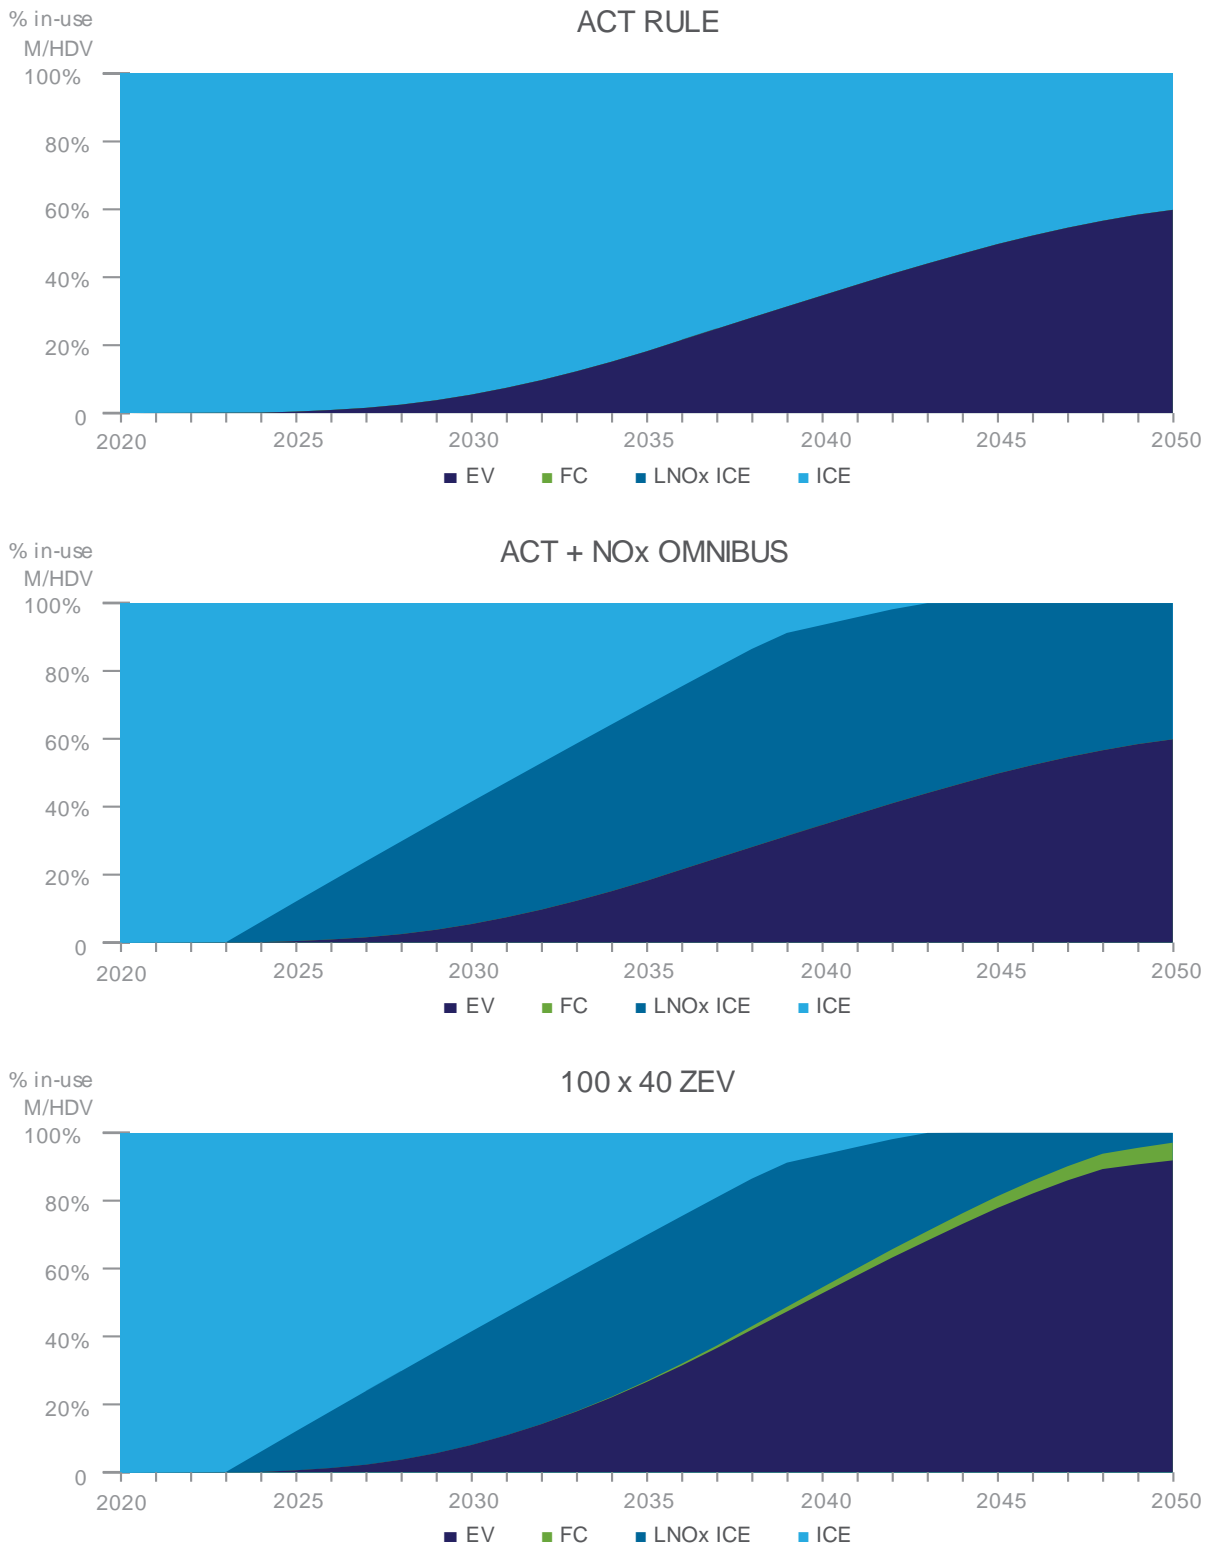 % in-use
M/HDV
ACT RULE
100%
80%
60%
40%
20%
0
2020 2025 2030 2035 2040 2045 2050
EV FC LNOx ICE ICE
% in-use
M/HDV
ACT + NOx OMNIBUS
100%
80%
60%
40%
20%
0
2020 2025 2030 2035 2040 2045 2050
EV FC LNOx ICE ICE
% in-use
M/HDV
100 x 40 ZEV
100%
80%
60%
40%
20%
0
2020 2025 2030 2035 2040 2045 2050
EV FC LNOx ICE ICE